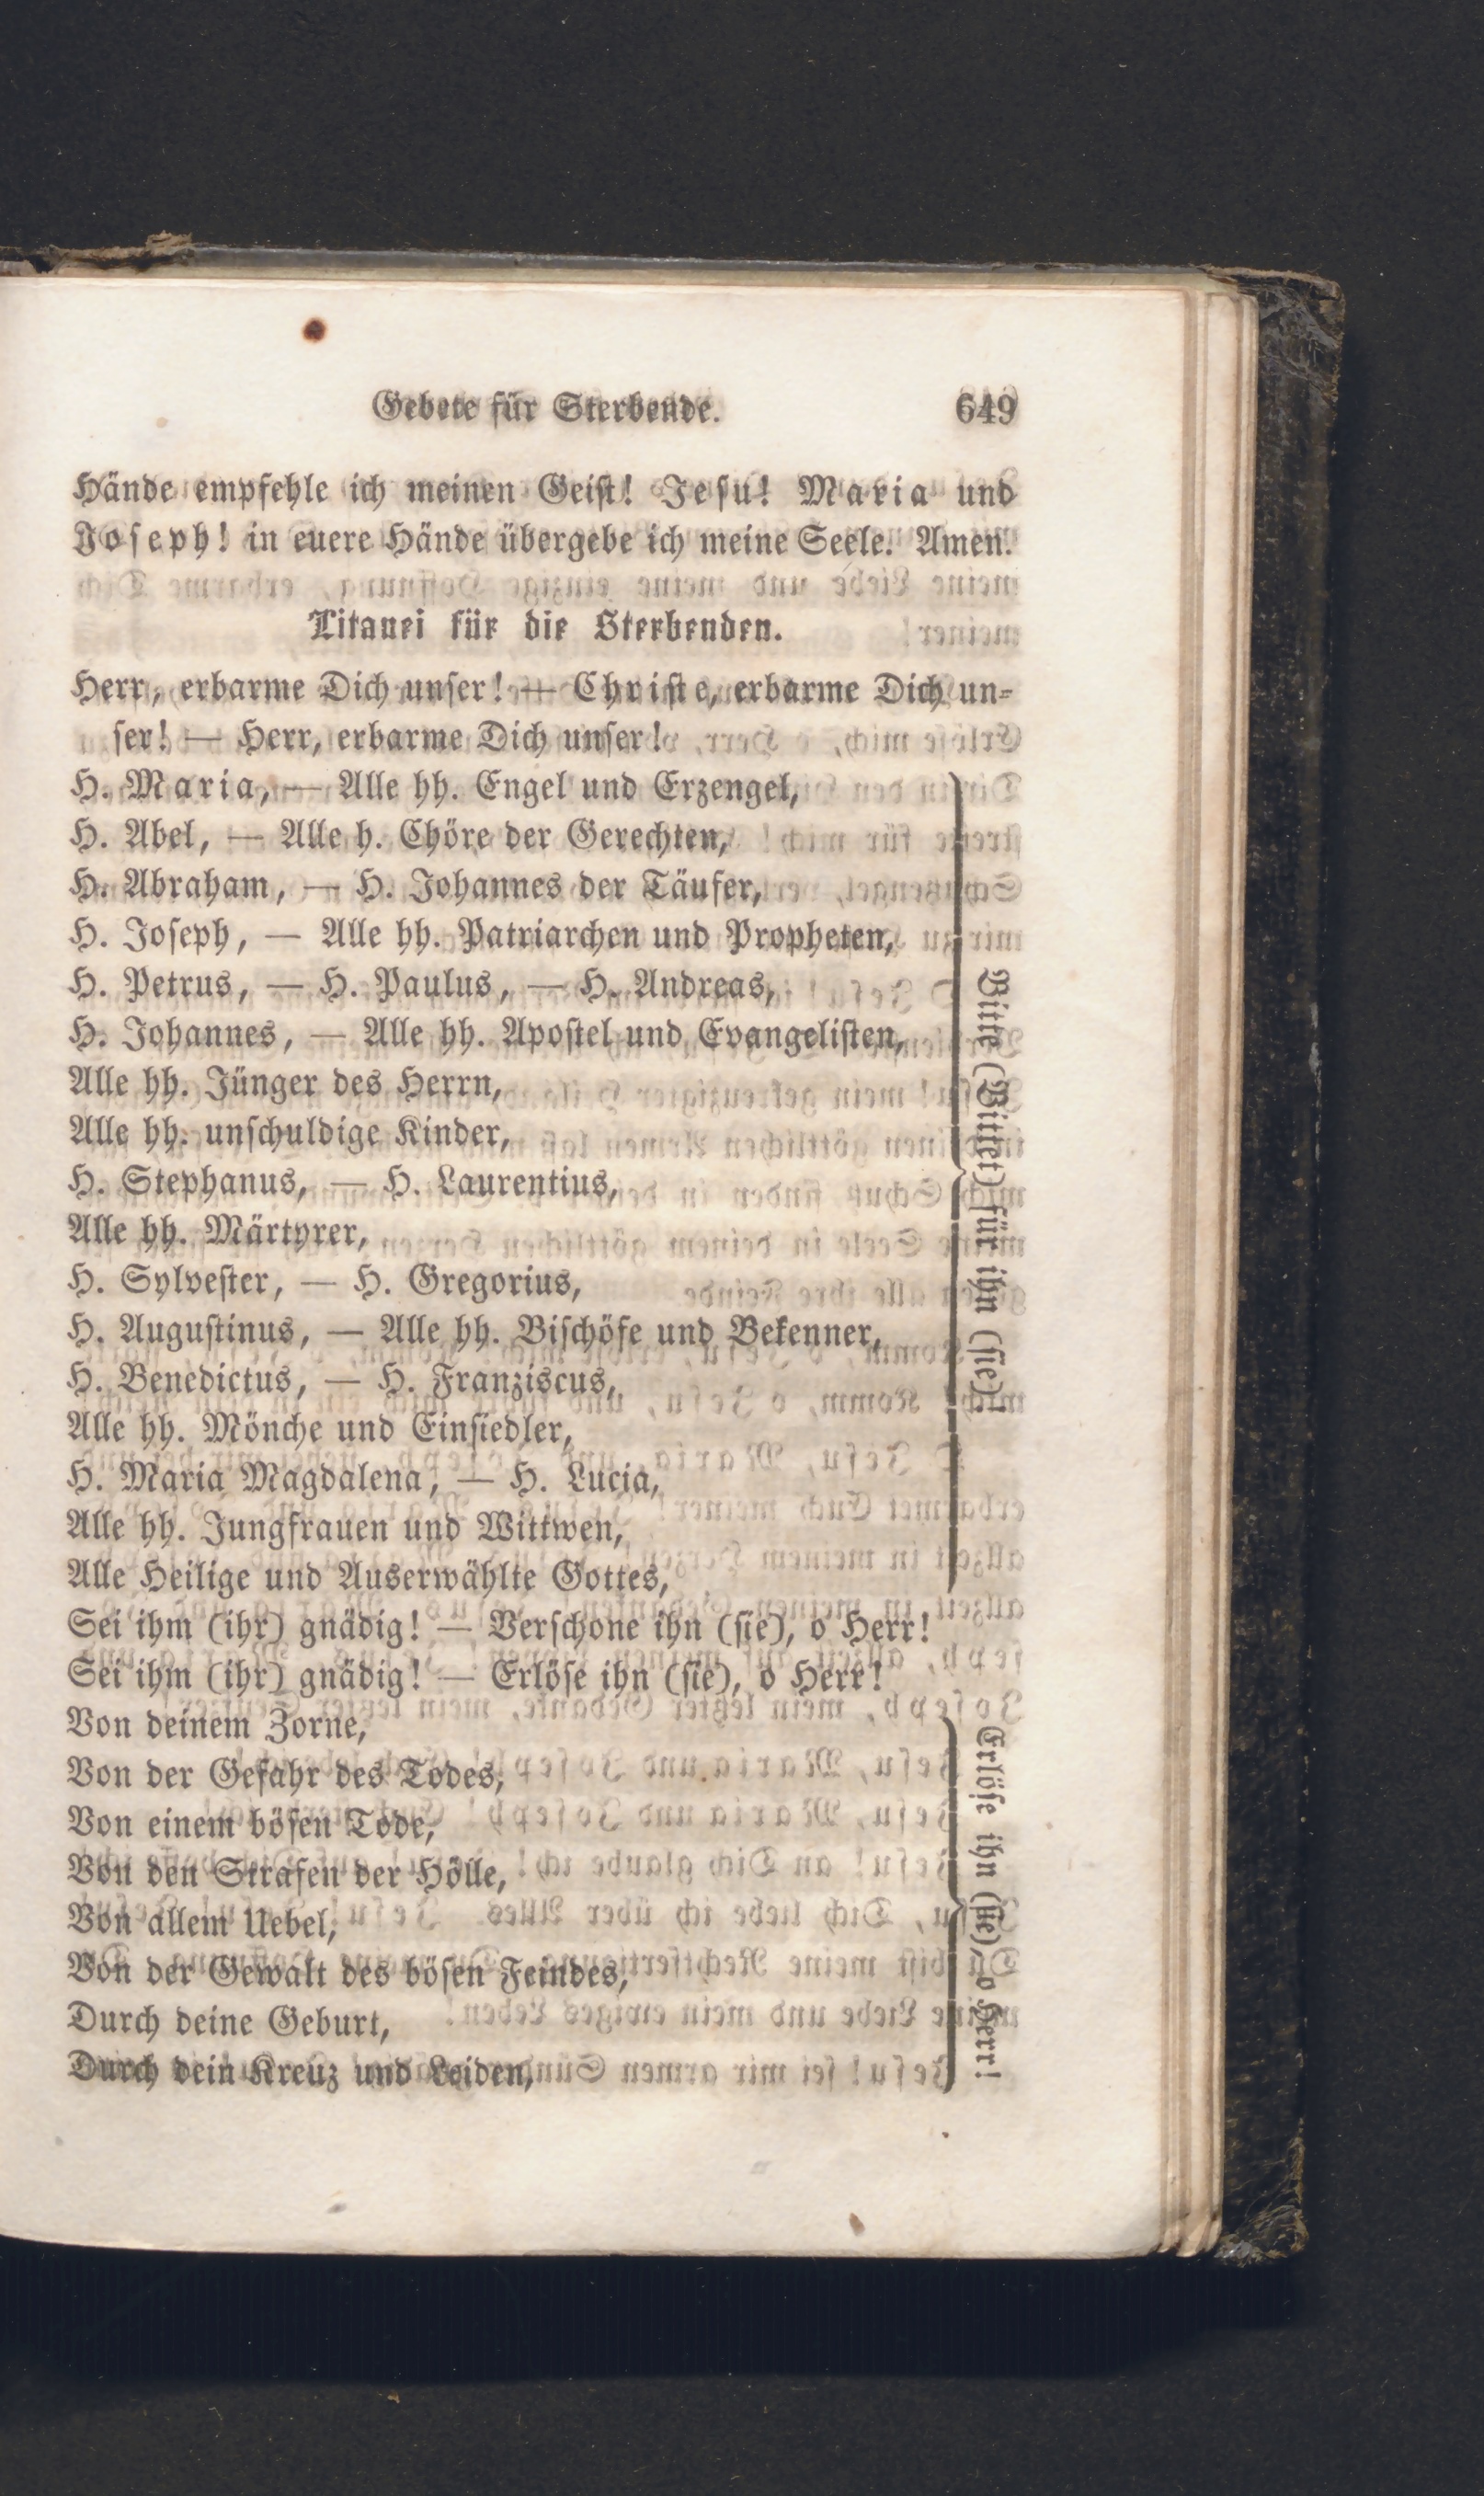 Gebete für Sterbende. 649
Hände empfehle ich meinen Geist! Jesu! Maria und
Joseph! in euere Hände übergebe ich meine Seele. Amen.
Litanei für die Sterbenden.
Herr, erbarme Dich unser! — Christe, erbarme Dich un-
ser! — Herr, erbarme Dich unser!
H. Maria, — Alle hh. Engel und Erzengel,
H. Abel, — Alle h. Chöre der Gerechten,
H. Abraham, — H. Johannes der Täufer,
H. Joseph, — Alle hh. Patriarchen und Propheten,
H. Petrus, — H. Paulus, — H. Andreas,
H. Johannes, — Alle hh. Apostel und Evangelisten,
Alle hh. Jünger des Herrn,
Alle hh. unschuldige Kinder,
H. Stephanus, — H. Laurentius,
Alle hh. Märtyrer,
H. Sylvester, — H. Gregorius,
H. Augustinus, — Alle hh. Bischöfe und Bekenner,
H. Benedictus, — H. Franziscus,
Alle hh. Mönche und Einsiedler,
H. Maria Magdalena, — H. Lucia,
Alle hh. Jungfrauen und Wittwen,
Alle Heilige und Auserwählte Gottes,
Bitte (Bittet) für ihn (sie)!
Sei ihm (ihr) gnädig! — Verschone ihn (sie), o Herr!
Sei ihm (ihr) gnädig! — Erlöse ihn (sie), o Herr!
Von deinem Zorne,
Von der Gefahr des Todes,
Von einem bösen Tode,
Von den Strafen der Hölle,
Von allem Uebel,
Von der Gewalt des bösen Feindes,
Durch deine Geburt,
Durch dein Kreuz und Leiden,
Erlöse ihn (sie), o Herr!